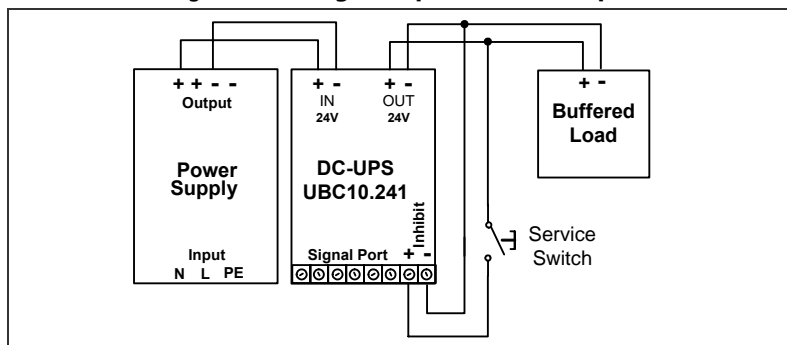 + + - -
Output
Power
Supply
Input
N L PE
+ -
IN
24V
+ -
OUT
24V
DC-UPS
UBC10.241
Inhibit
Signal Port
+ -
+ -
Buffered
Load
Service
Switch